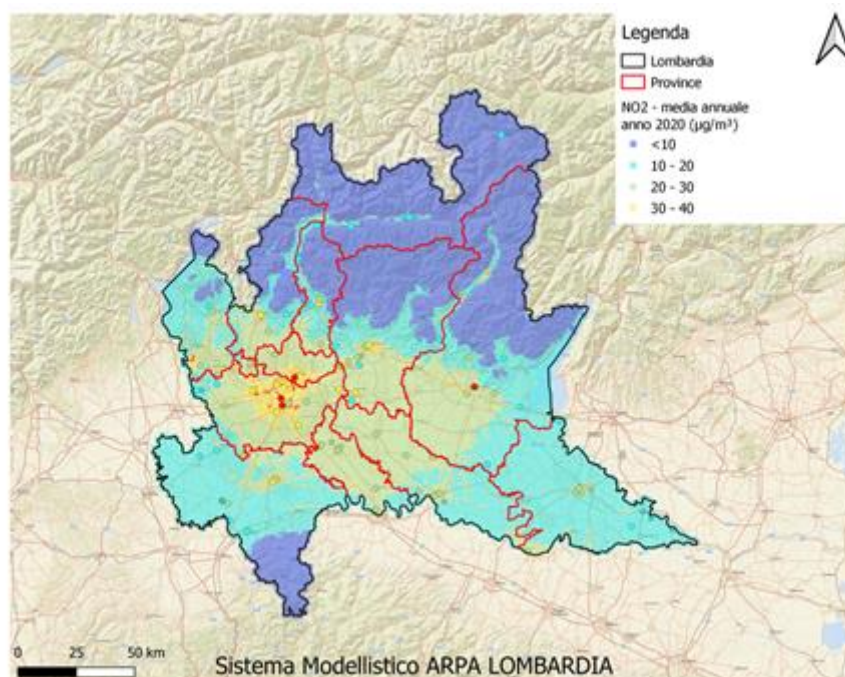 Legenda
Lombardia
Province
NO2 - media annuale
anno 2020 (µg/m³)
<10
10 - 20
20 - 30
30 - 40
0 25 50 km
Sistema Modellistico ARPA LOMBARDIA